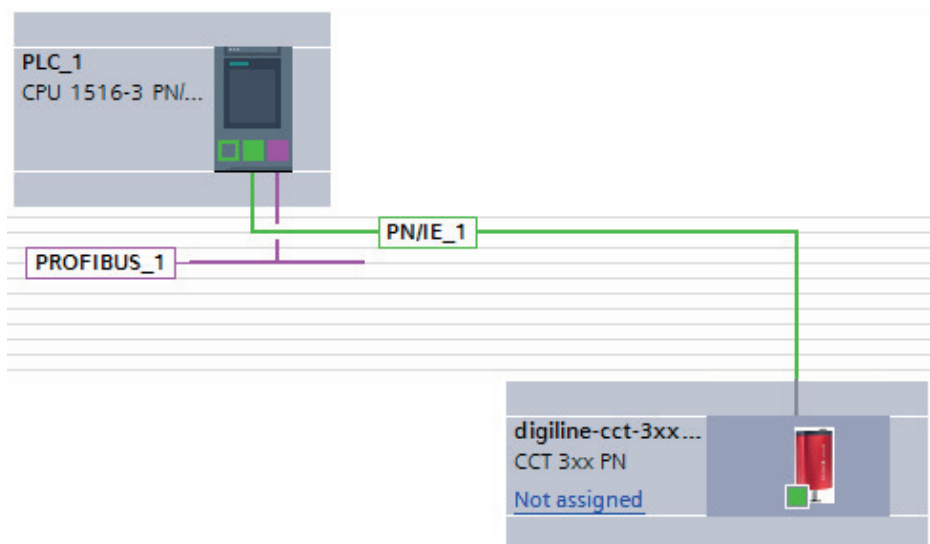 PLC_1
CPU 1516-3 PN/...
PN/IE_1
PROFIBUS_1
digiline-cct-3xx...
CCT 3xx PN
Not assigned